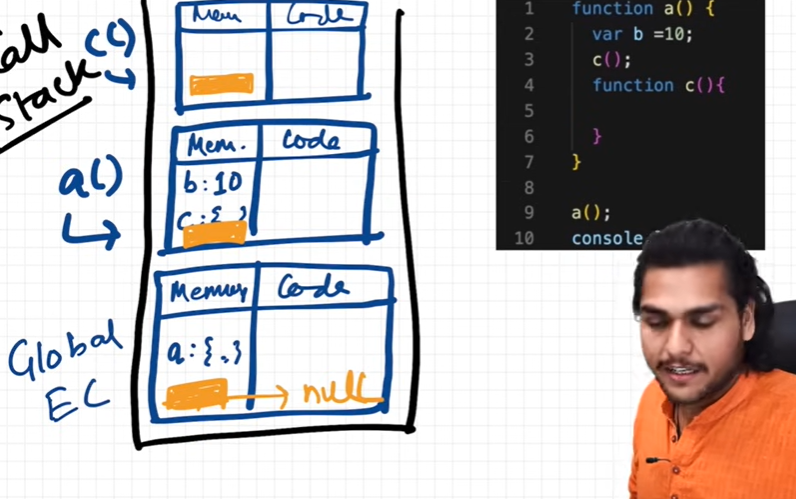 Call
Stack
c()
Mem
Code
a()
Mem.
Code
b:10
c:{ }
Global
EC
Memory
Code
a:{.}
null
1 function a() {
2 var b =10;
3 c();
4 function c(){
5
6 }
7 }
8
9 a();
10 console